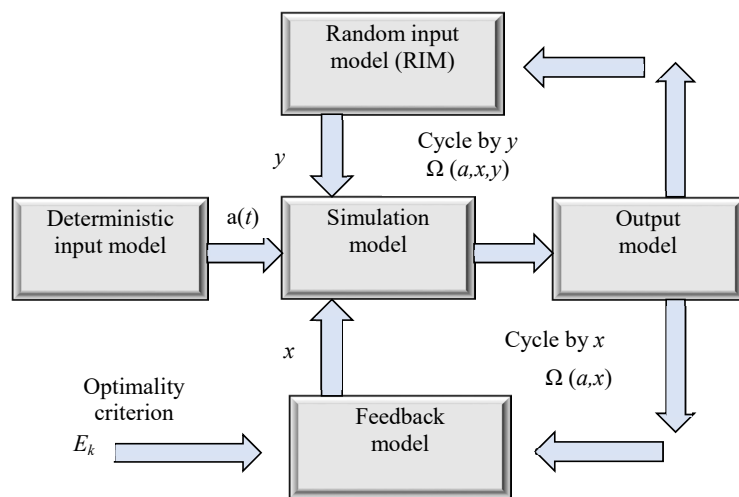 Random input
model (RIM)
Cycle by y
Ω (a,x,y)
y
Deterministic
input model
a(t)
Simulation
model
Output
model
x
Cycle by x
Ω (a,x)
Optimality
criterion
E_k
Feedback
model